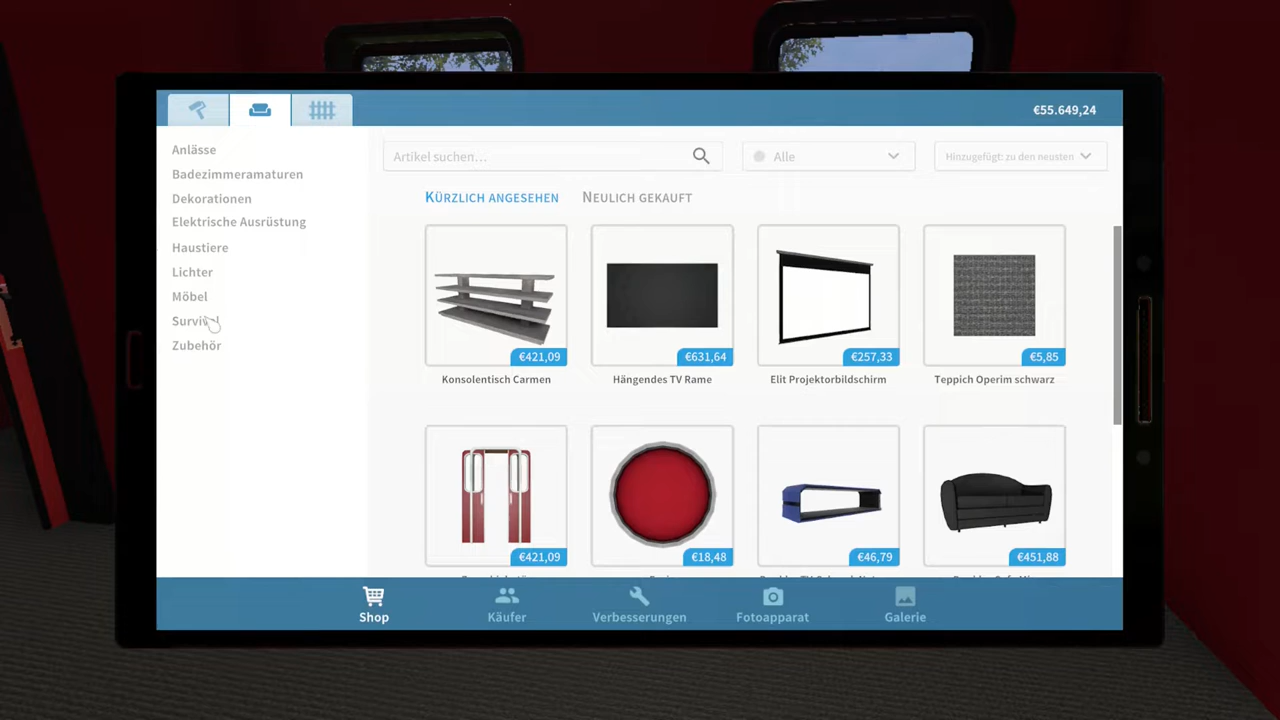 €55.649,24
Anlässe
Badezimmeramaturen
Dekorationen
Elektrische Ausrüstung
Haustiere
Lichter
Möbel
Survival
Zubehör
Artikel suchen...
Alle
Hinzugefügt: zu den neusten
KÜRZLICH ANGESEHEN
NEULICH GEKAUFT
€421,09
€631,64
€257,33
€5,85
Konsolentisch Carmen
Hängendes TV Rame
Elit Projektorbildschirm
Teppich Operim schwarz
€421,09
€18,48
€46,79
€451,88
Shop
Käufer
Verbesserungen
Fotoapparat
Galerie